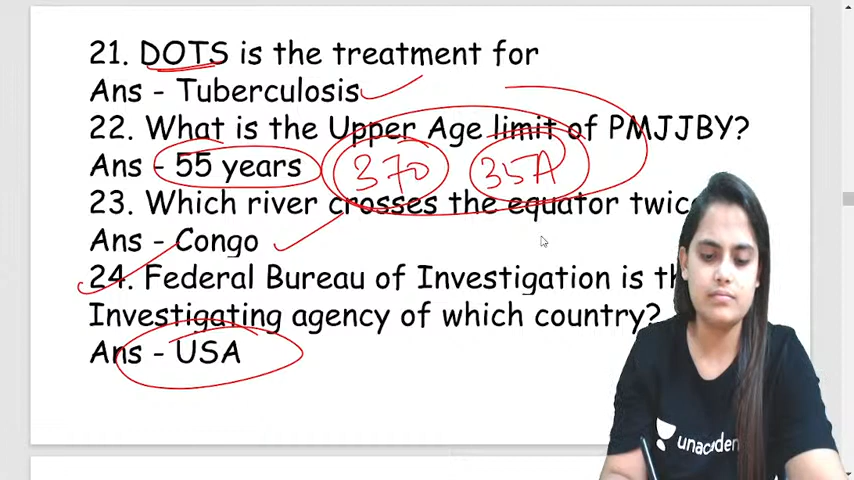 21. DOTS is the treatment for
Ans - Tuberculosis
22. What is the Upper Age limit of PMJJBY?
Ans - 55 years 370 35A
23. Which river crosses the equator twice
Ans - Congo
24. Federal Bureau of Investigation is th
Investigating agency of which country?
Ans - USA
unacadem